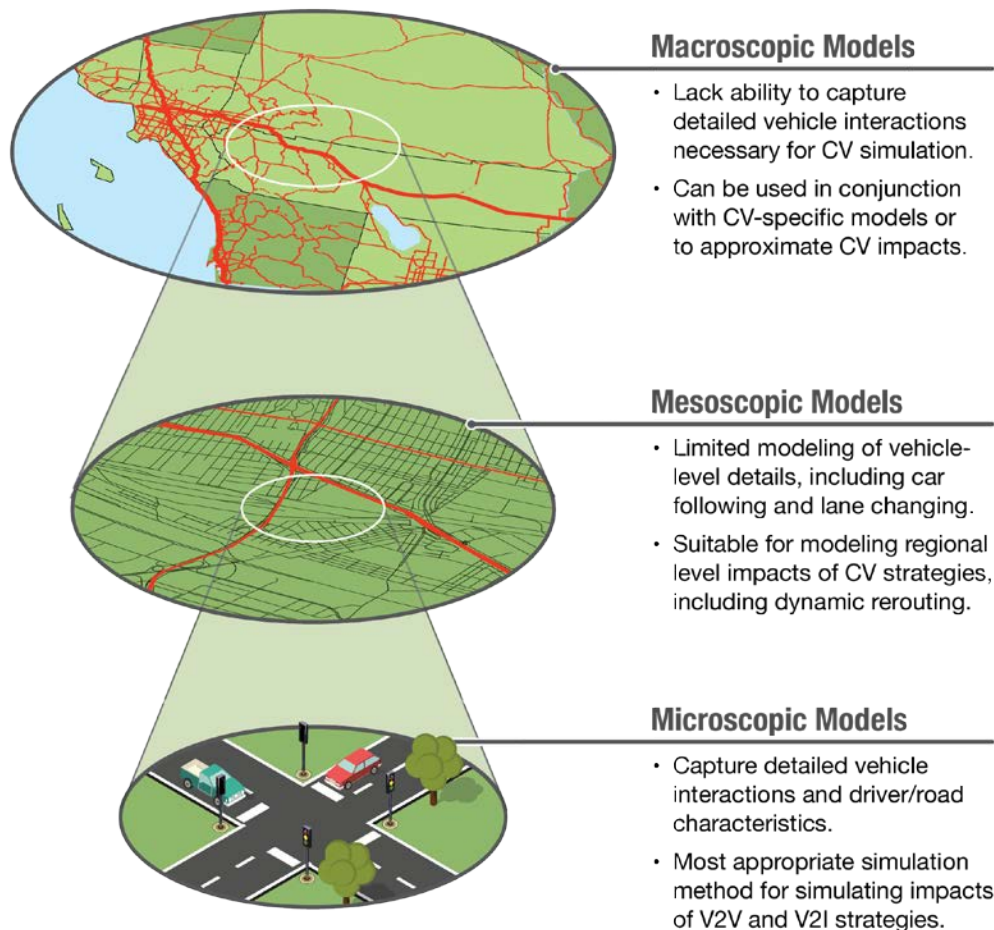 Macroscopic Models
• Lack ability to capture
detailed vehicle interactions
necessary for CV simulation.
• Can be used in conjunction
with CV-specific models or
to approximate CV impacts.
Mesoscopic Models
• Limited modeling of vehicle-
level details, including car
following and lane changing.
• Suitable for modeling regional
level impacts of CV strategies,
including dynamic rerouting.
Microscopic Models
• Capture detailed vehicle
interactions and driver/road
characteristics.
• Most appropriate simulation
method for simulating impacts
of V2V and V2I strategies.